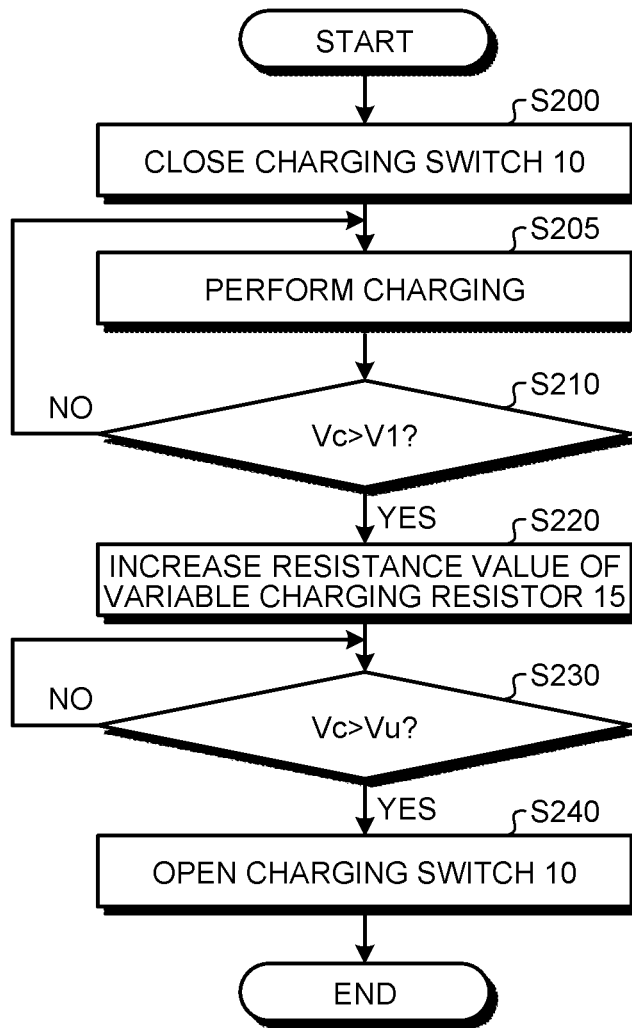 START
S200
CLOSE CHARGING SWITCH 10
S205
PERFORM CHARGING
S210
NO
Vc>V1?
YES
S220
INCREASE RESISTANCE VALUE OF
VARIABLE CHARGING RESISTOR 15
S230
NO
Vc>Vu?
YES
S240
OPEN CHARGING SWITCH 10
END